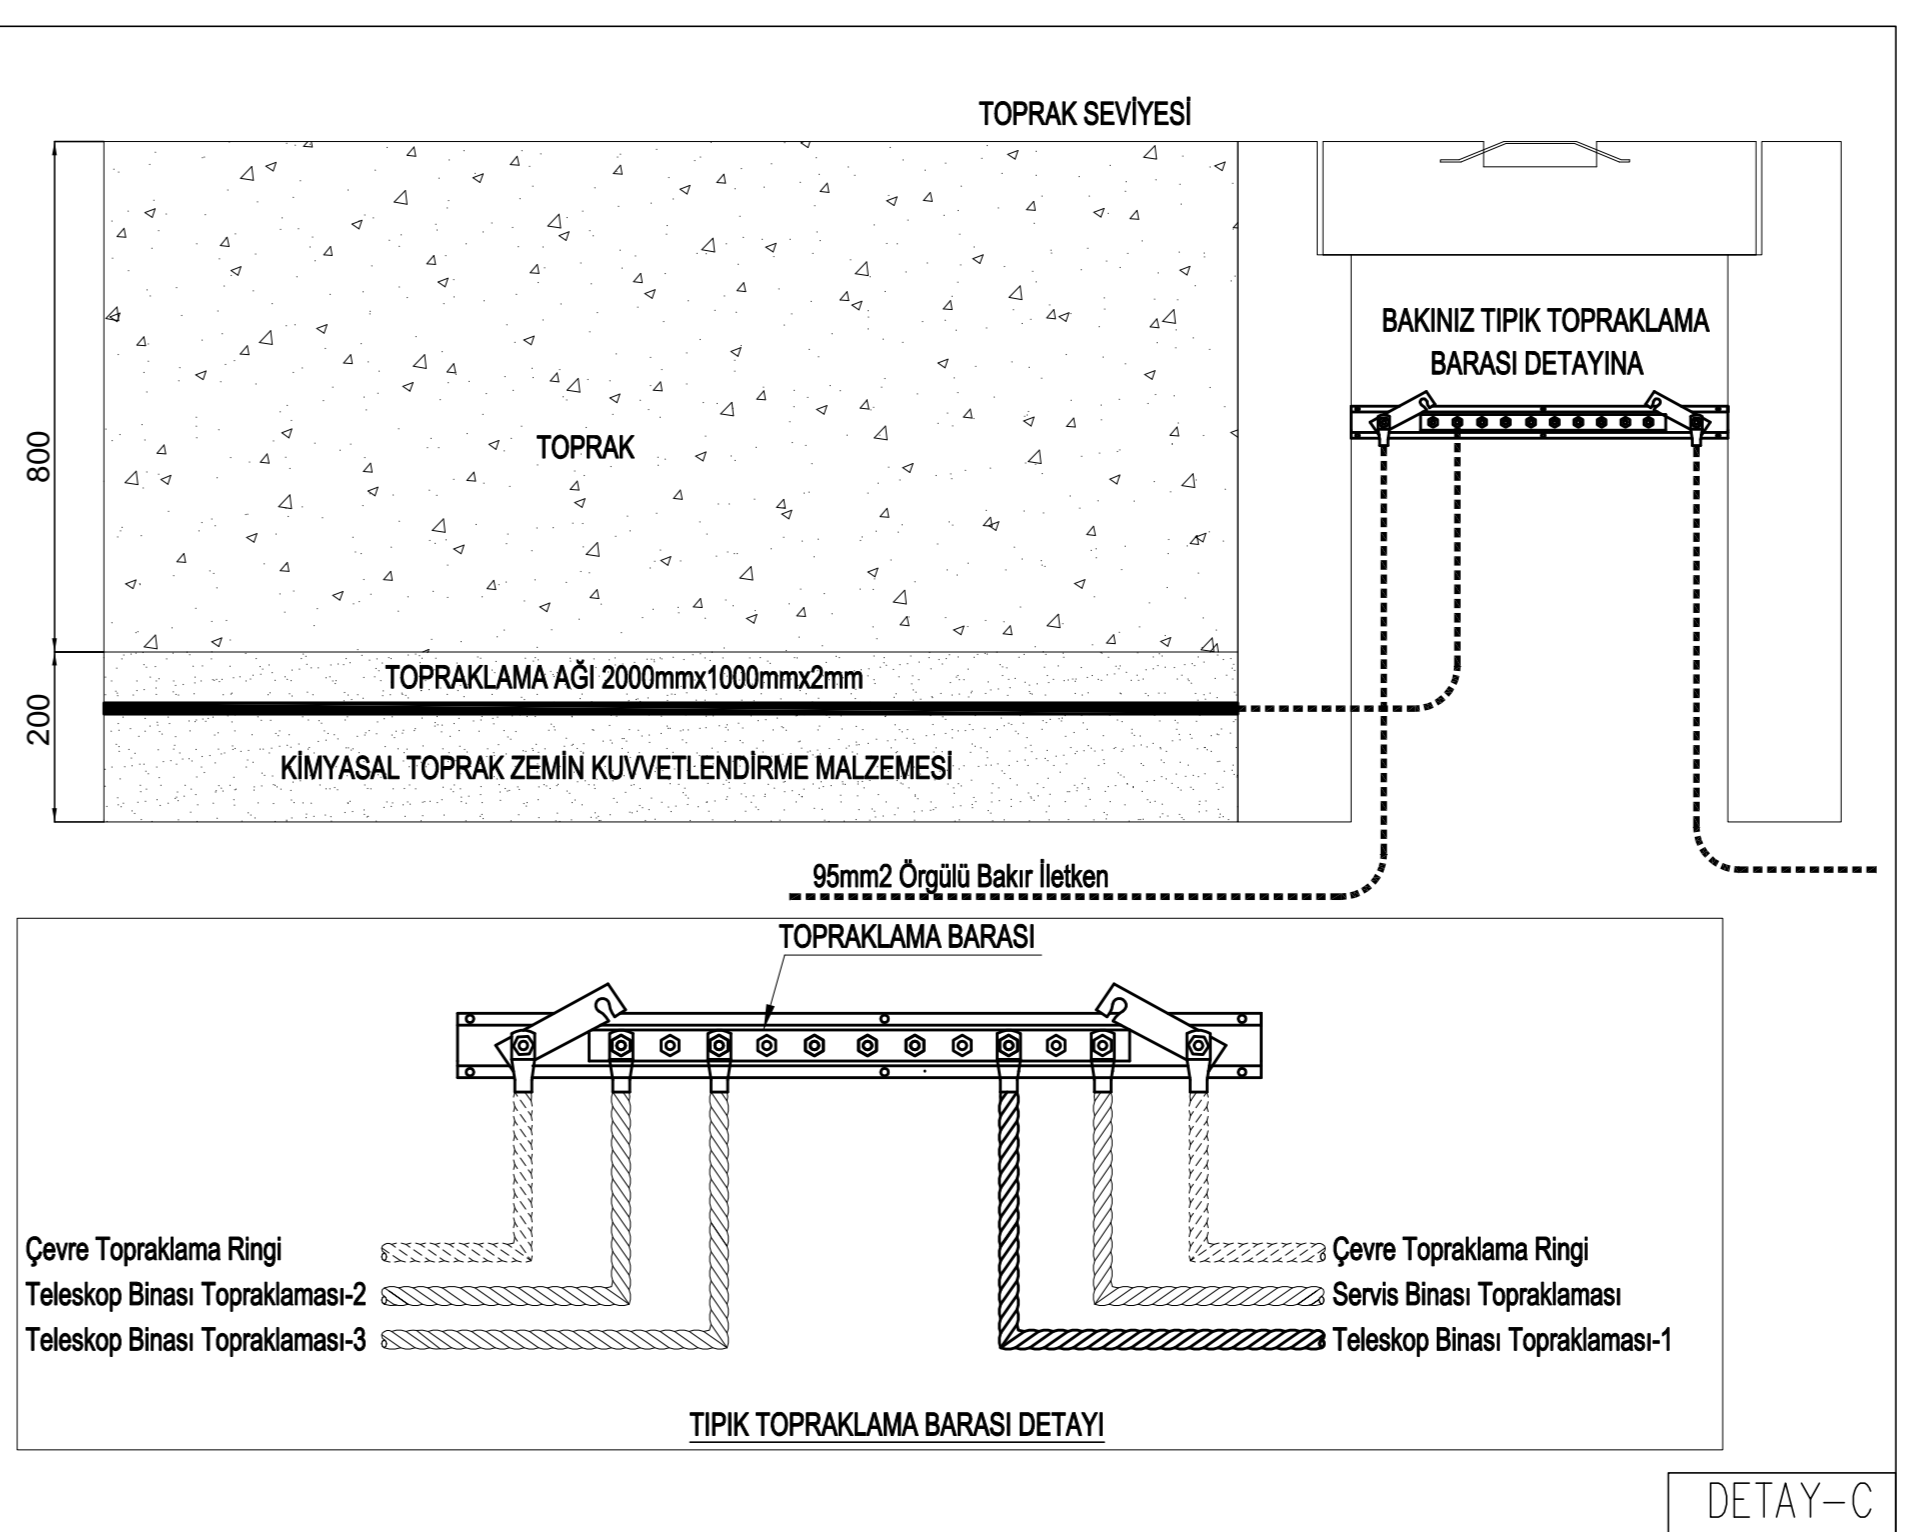 TOPRAK SEVİYESİ
BAKINIZ TIPIK TOPRAKLAMA
BARASI DETAYINA
800
TOPRAK
TOPRAKLAMA AĞI 2000mmx1000mmx2mm
200
KİMYASAL TOPRAK ZEMİN KUVVETLENDİRME MALZEMESİ
95mm2 Örgülü Bakır İletken
TOPRAKLAMA BARASI
Çevre Topraklama Ringi
Teleskop Binası Topraklaması-2
Teleskop Binası Topraklaması-3
Çevre Topraklama Ringi
Servis Binası Topraklaması
Teleskop Binası Topraklaması-1
TIPIK TOPRAKLAMA BARASI DETAYI
DETAY-C